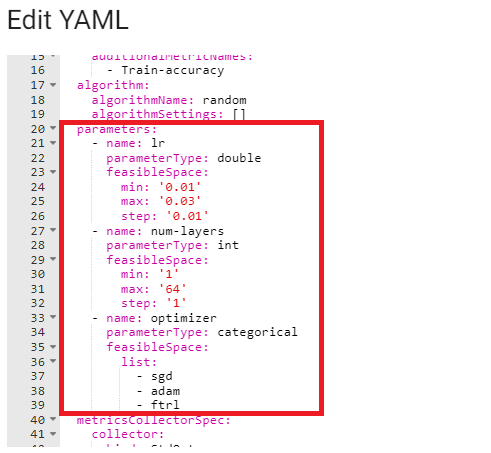 Edit YAML
15 additionalMetricNames:
16 - Train-accuracy
17 algorithm:
18 algorithmName: random
19 algorithmSettings: []
20 parameters:
21 - name: lr
22 parameterType: double
23 feasibleSpace:
24 min: '0.01'
25 max: '0.03'
26 step: '0.01'
27 - name: num-layers
28 parameterType: int
29 feasibleSpace:
30 min: '1'
31 max: '64'
32 step: '1'
33 - name: optimizer
34 parameterType: categorical
35 feasibleSpace:
36 list:
37 - sgd
38 - adam
39 - ftrl
40 metricsCollectorSpec:
41 collector: